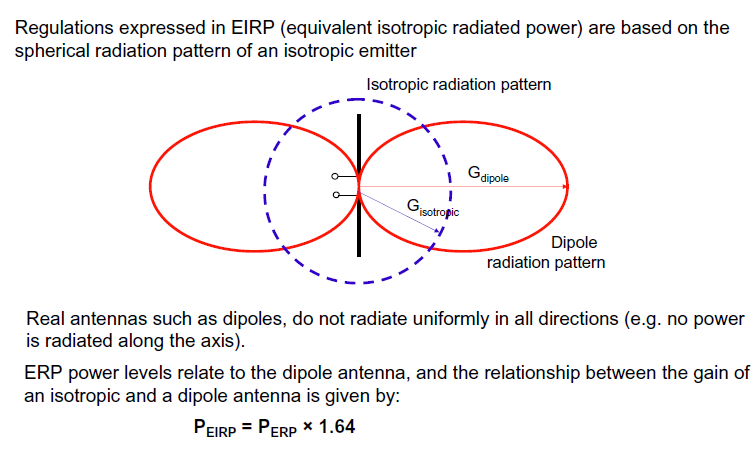 Regulations expressed in EIRP (equivalent isotropic radiated power) are based on the
spherical radiation pattern of an isotropic emitter
Isotropic radiation pattern
Gdipole
Gisotropic
Dipole
radiation pattern
Real antennas such as dipoles, do not radiate uniformly in all directions (e.g. no power
is radiated along the axis).
ERP power levels relate to the dipole antenna, and the relationship between the gain of
an isotropic and a dipole antenna is given by:
PEIRP = PERP × 1.64